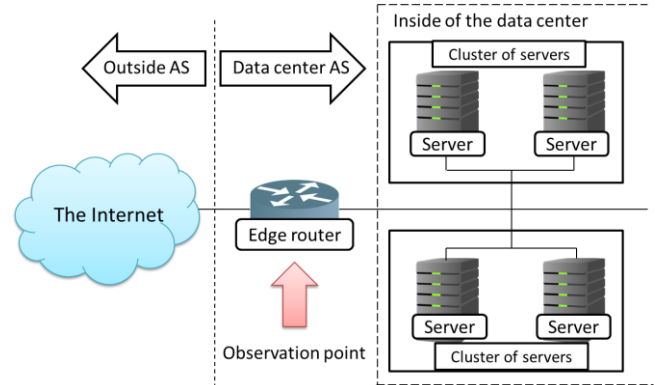 Inside of the data center
Cluster of servers
Outside AS
Data center AS
Server
Server
The Internet
Edge router
Server
Server
Observation point
Cluster of servers